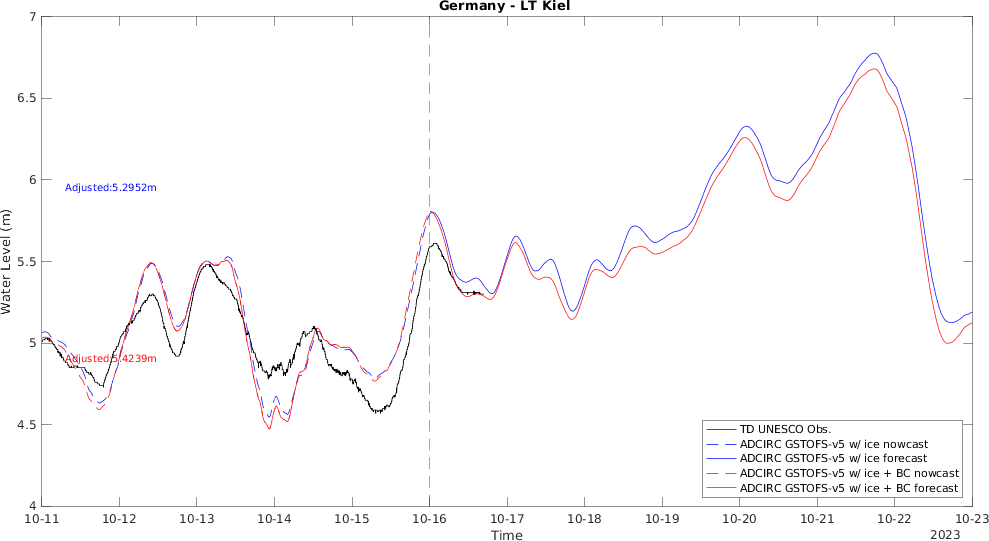 Germany - LT Kiel
7
6.5
6
5.5
5
4.5
4
Water Level (m)
Adjusted:5.2952m
Adjusted:5.4239m
TD UNESCO Obs.
ADCIRC GSTOFS-v5 w/ ice nowcast
ADCIRC GSTOFS-v5 w/ ice forecast
ADCIRC GSTOFS-v5 w/ ice + BC nowcast
ADCIRC GSTOFS-v5 w/ ice + BC forecast
10-11 10-12 10-13 10-14 10-15 10-16 10-17 10-18 10-19 10-20 10-21 10-22 10-23
Time
2023